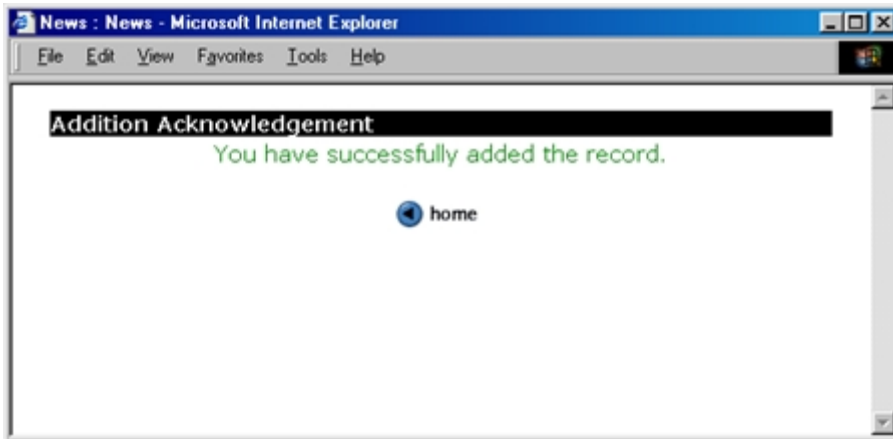 News : News - Microsoft Internet Explorer
File Edit View Favorites Tools Help
Addition Acknowledgement
You have successfully added the record.
home